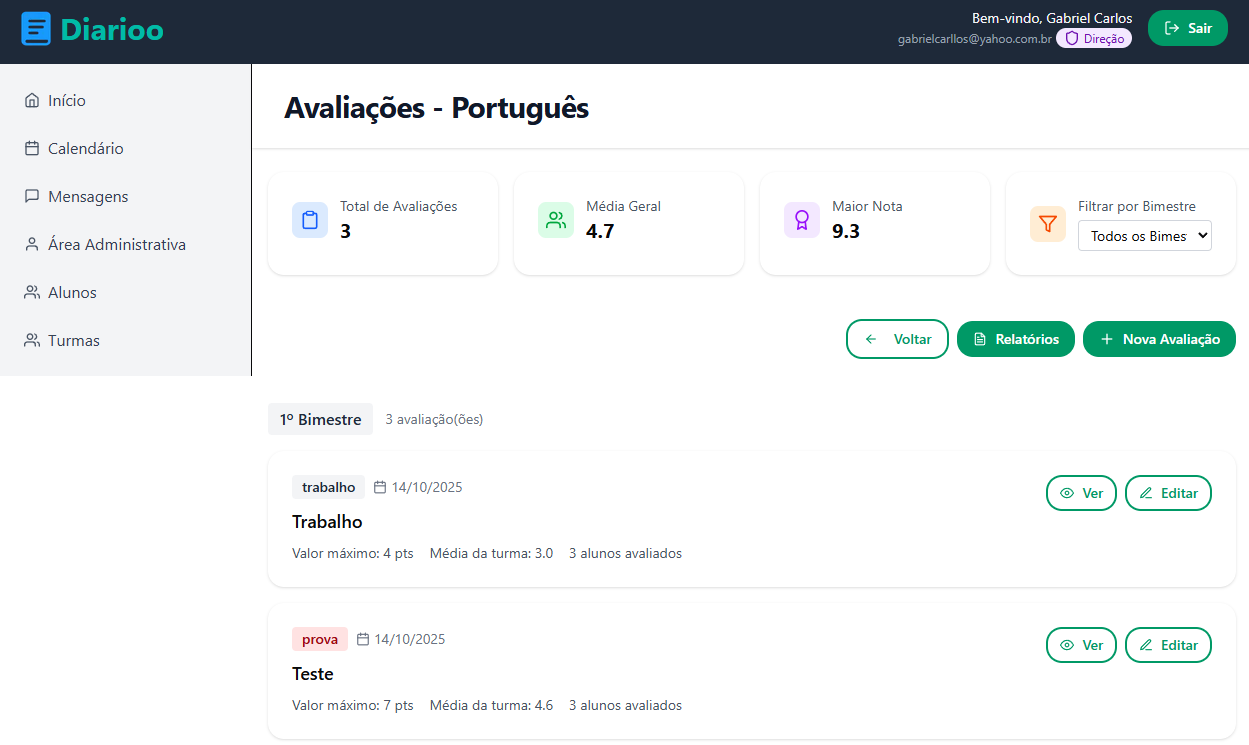 Diarioo
Bem-vindo, Gabriel Carlos
gabrielcarllos@yahoo.com.br Direção
Sair
Início
Calendário
Mensagens
Área Administrativa
Alunos
Turmas
Avaliações - Português
Total de Avaliações
3
Média Geral
4.7
Maior Nota
9.3
Filtrar por Bimestre
Todos os Bimes
Voltar
Relatórios
Nova Avaliação
1º Bimestre 3 avaliação(ões)
trabalho 14/10/2025
Trabalho
Valor máximo: 4 pts Média da turma: 3.0 3 alunos avaliados
Ver
Editar
prova 14/10/2025
Teste
Valor máximo: 7 pts Média da turma: 4.6 3 alunos avaliados
Ver
Editar